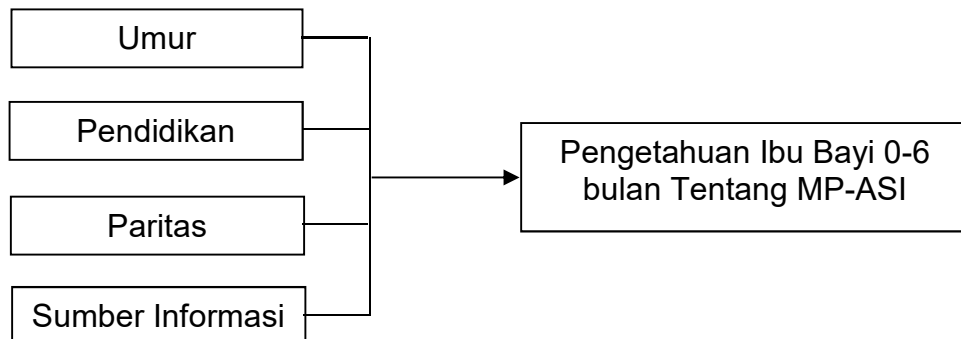 Umur
Pendidikan
Paritas
Sumber Informasi
Pengetahuan Ibu Bayi 0-6
bulan Tentang MP-ASI